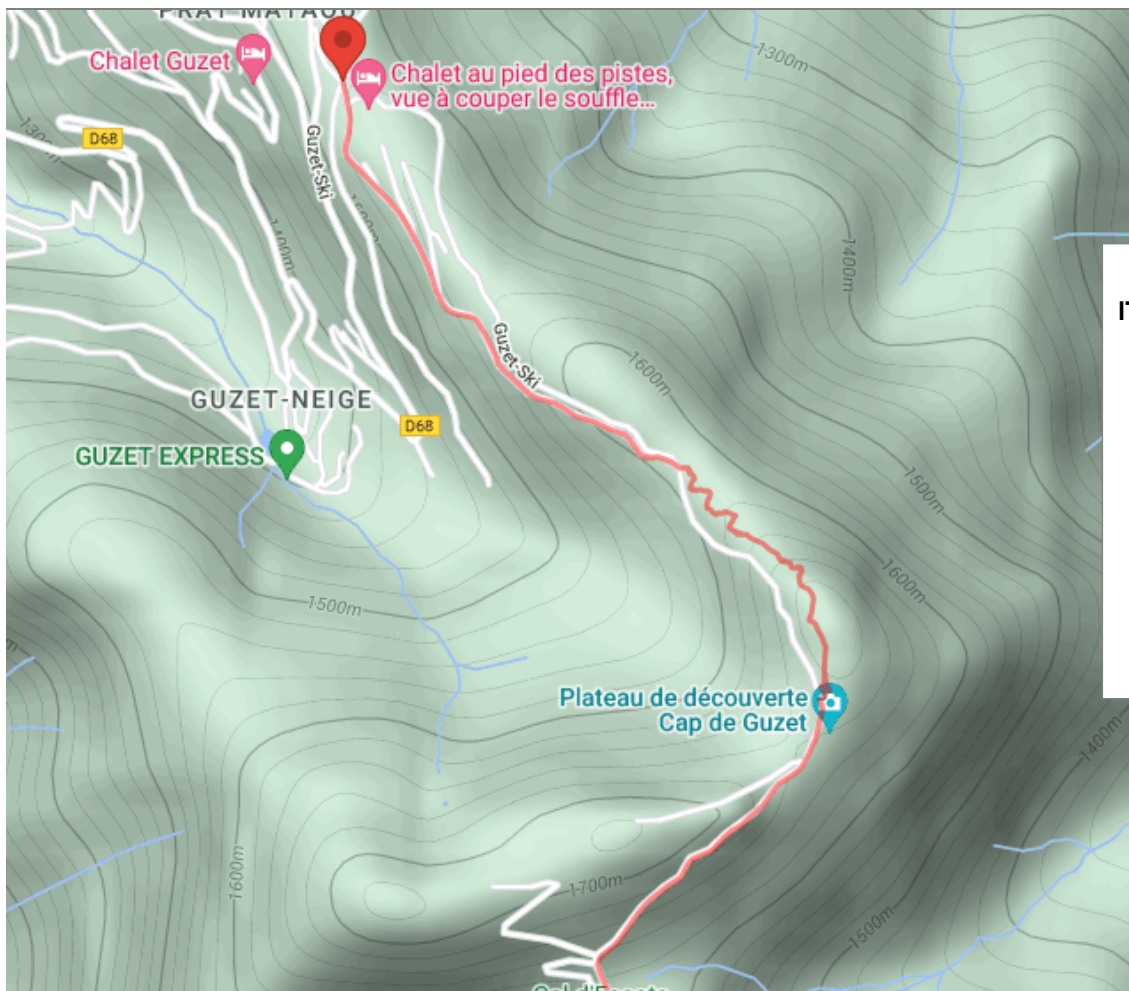 PRAT MATAOU
Chalet Guzet
Chalet au pied des pistes,
vue à couper le souffle...
1300m
D68
Guzet-Ski
1400m
1400m
Guzet-Ski
1600m
GUZET-NEIGE
D68
GUZET EXPRESS
1500m
1600m
1500m
Plateau de découverte
Cap de Guzet
1400m
1600m
1700m
1500m